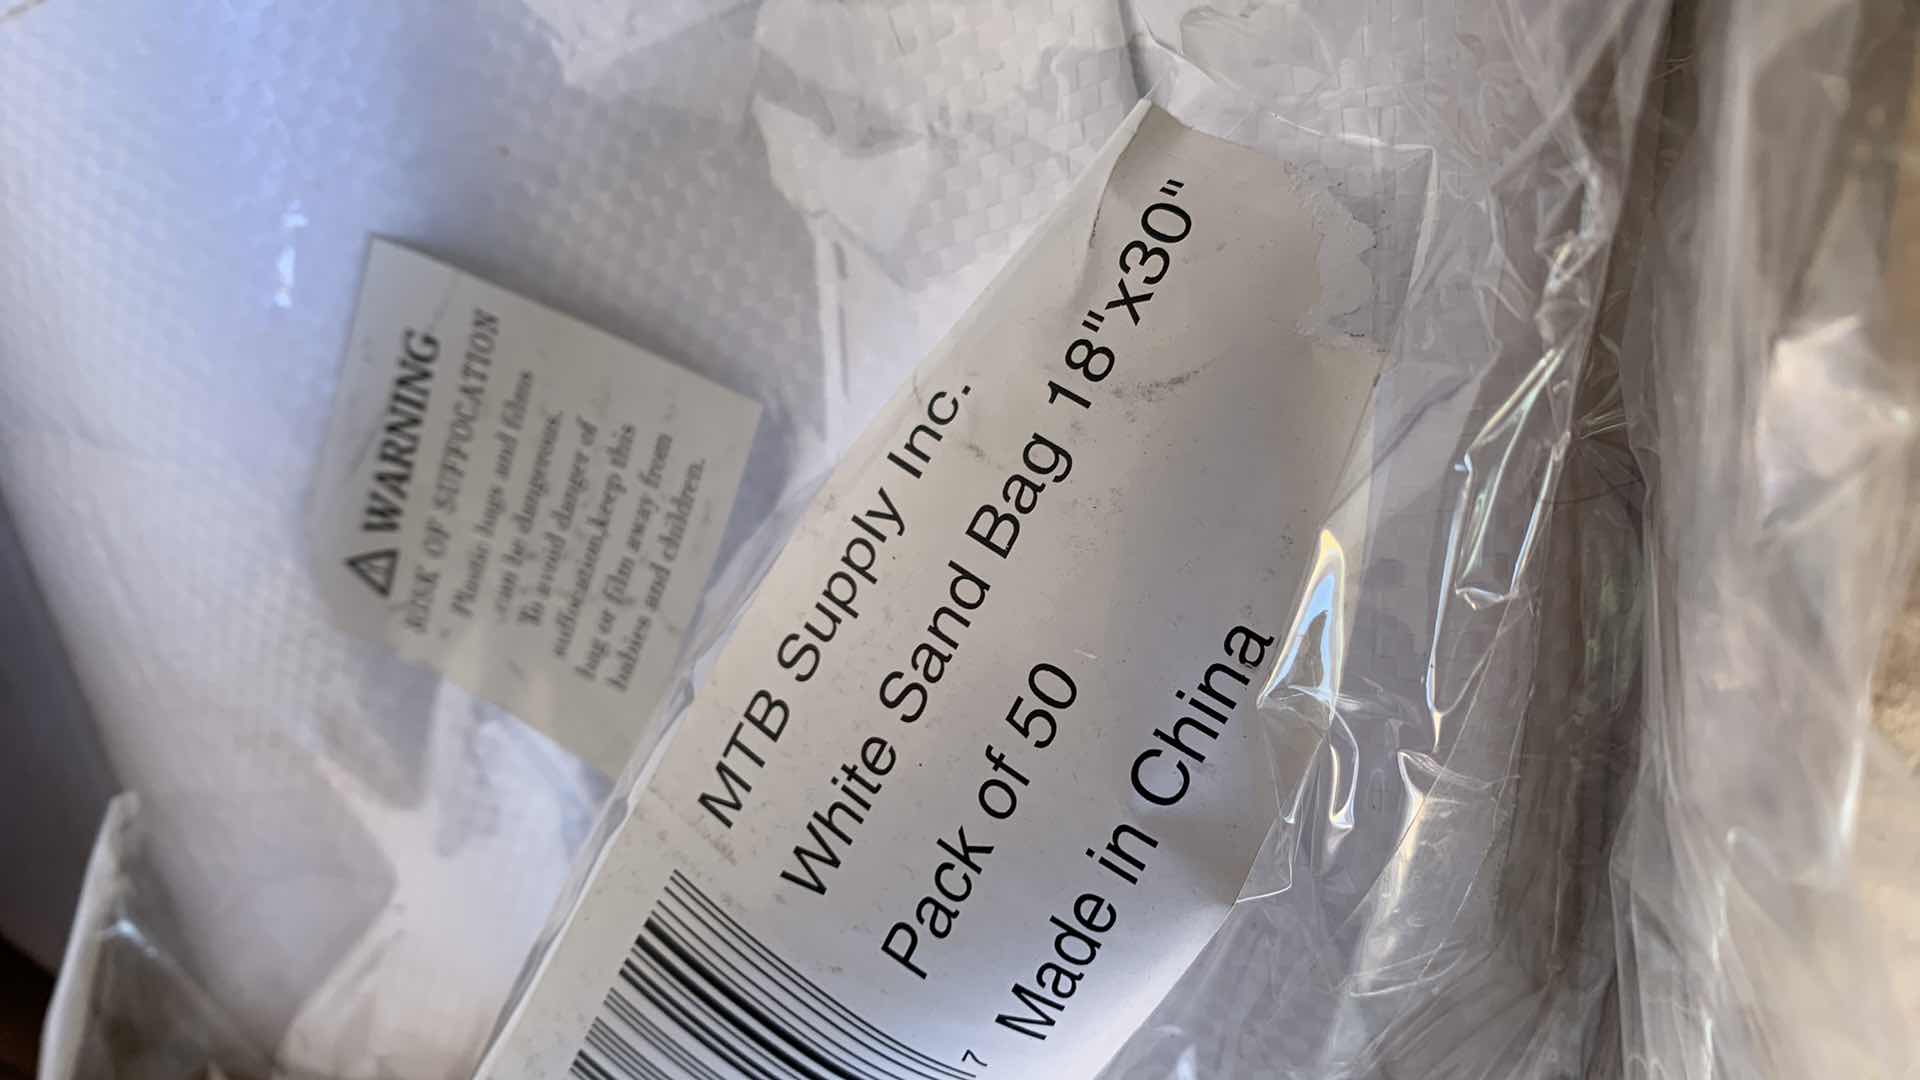 ⚠ WARNING
RISK OF SUFFOCATION
Plastic bags and films
can be dangerous.
To avoid danger of
suffocation,keep this
bag or film away from
babies and children.
MTB Supply Inc.
White Sand Bag 18"x30"
Pack of 50
Made in China
7